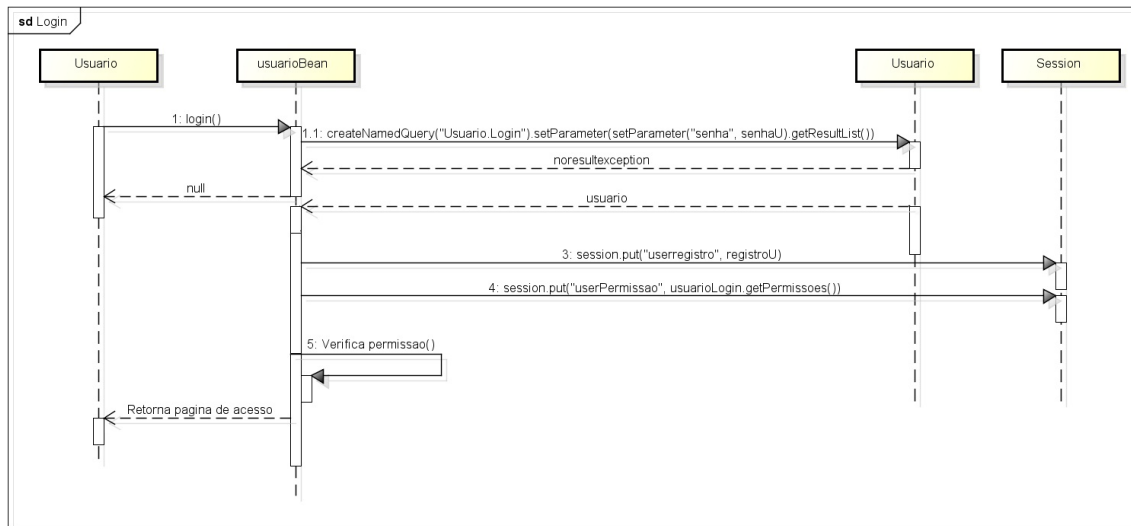 sd Login
Usuario
usuarioBean
Usuario
Session
1: login()
1.1: createNamedQuery("Usuario.Login").setParameter(setParameter("senha", senhaU).getResultList())
noresultexception
null
usuario
3: session.put("userregistro", registroU)
4: session.put("userPermissao", usuarioLogin.getPermissoes())
5: Verifica permissao()
Retorna pagina de acesso